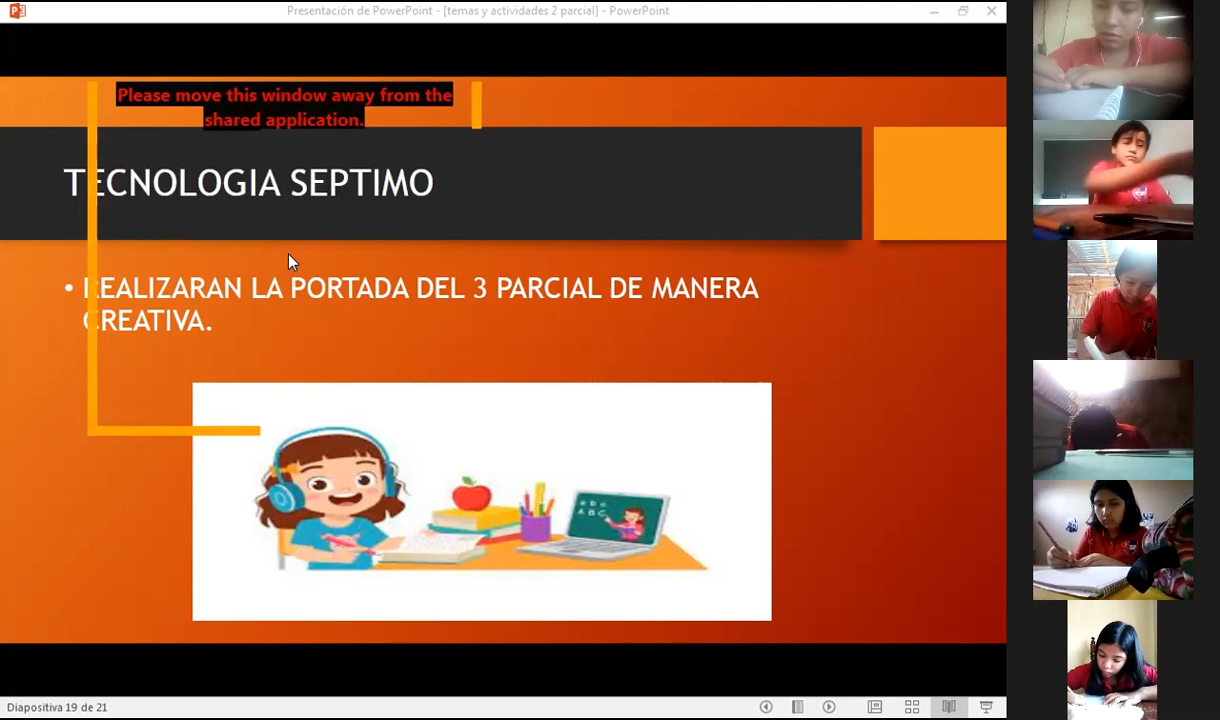 Presentación de PowerPoint - [temas y actividades 2 parcial] - PowerPoint
Please move this window away from the
shared application.
TECNOLOGIA SEPTIMO
• REALIZARAN LA PORTADA DEL 3 PARCIAL DE MANERA
CREATIVA.
Diapositiva 19 de 21